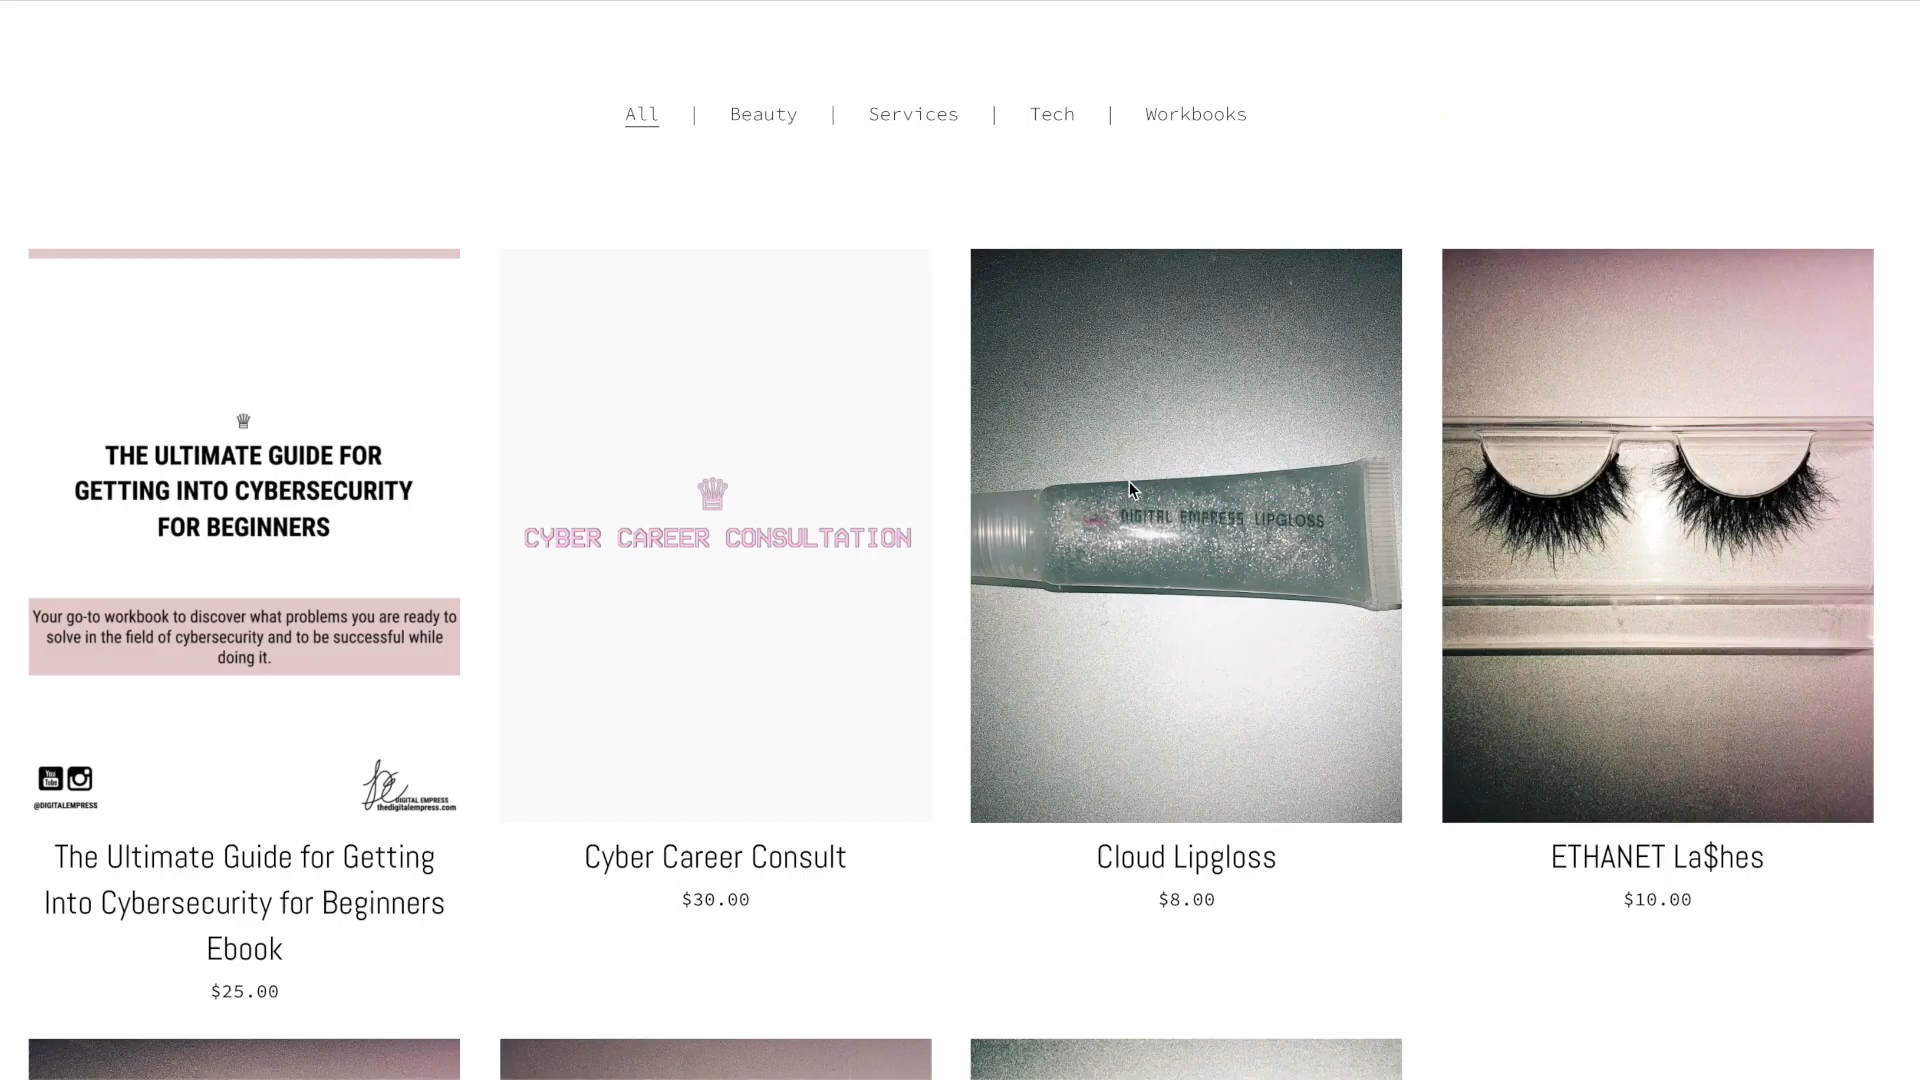 All | Beauty | Services | Tech | Workbooks
THE ULTIMATE GUIDE FOR
GETTING INTO CYBERSECURITY
FOR BEGINNERS
Your go-to workbook to discover what problems you are ready to
solve in the field of cybersecurity and to be successful while
doing it.
You
Tube
@DIGITALEMPRESS
DIGITAL EMPRESS
thedigitalempress.com
CYBER CAREER CONSULTATION
DIGITAL EMPRESS LIPGLOSS
The Ultimate Guide for Getting
Into Cybersecurity for Beginners
Ebook
$25.00
Cyber Career Consult
$30.00
Cloud Lipgloss
$8.00
ETHANET La$hes
$10.00